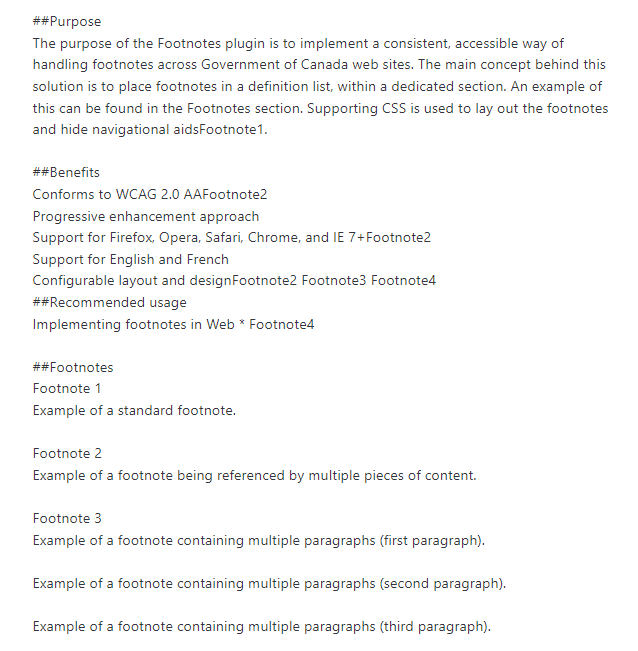 ##Purpose
The purpose of the Footnotes plugin is to implement a consistent, accessible way of
handling footnotes across Government of Canada web sites. The main concept behind this
solution is to place footnotes in a definition list, within a dedicated section. An example of
this can be found in the Footnotes section. Supporting CSS is used to lay out the footnotes
and hide navigational aidsFootnote1.
##Benefits
Conforms to WCAG 2.0 AAFootnote2
Progressive enhancement approach
Support for Firefox, Opera, Safari, Chrome, and IE 7+Footnote2
Support for English and French
Configurable layout and designFootnote2 Footnote3 Footnote4
##Recommended usage
Implementing footnotes in Web * Footnote4
##Footnotes
Footnote 1
Example of a standard footnote.
Footnote 2
Example of a footnote being referenced by multiple pieces of content.
Footnote 3
Example of a footnote containing multiple paragraphs (first paragraph).
Example of a footnote containing multiple paragraphs (second paragraph).
Example of a footnote containing multiple paragraphs (third paragraph).